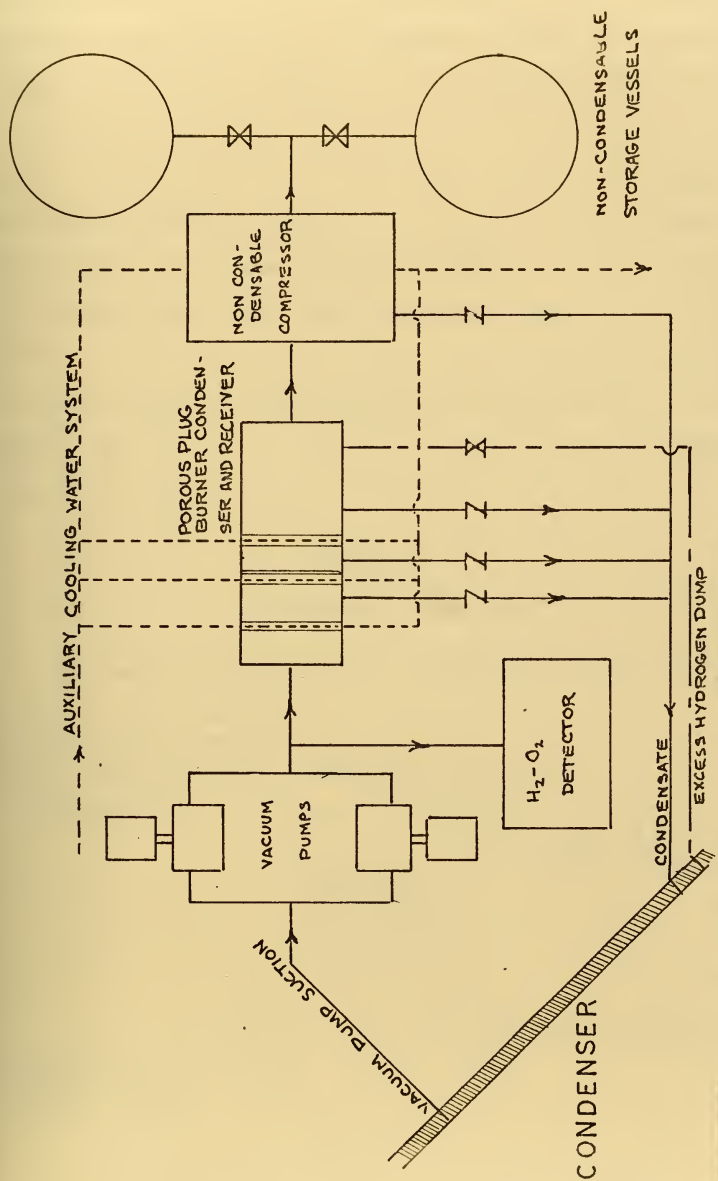 AUXILIARY COOLING WATER SYSTEM
NON CON-
DENSABLE
COMPRESSOR
POROUS PLUG
BURNER CONDEN-
SER AND RECEIVER
VACUUM
PUMPS
H2-O2
DETECTOR
VACUUM PUMP SUCTION
CONDENSATE
EXCESS HYDROGEN DUMP
CONDENSER
NON-CONDENSABLE
STORAGE VESSELS